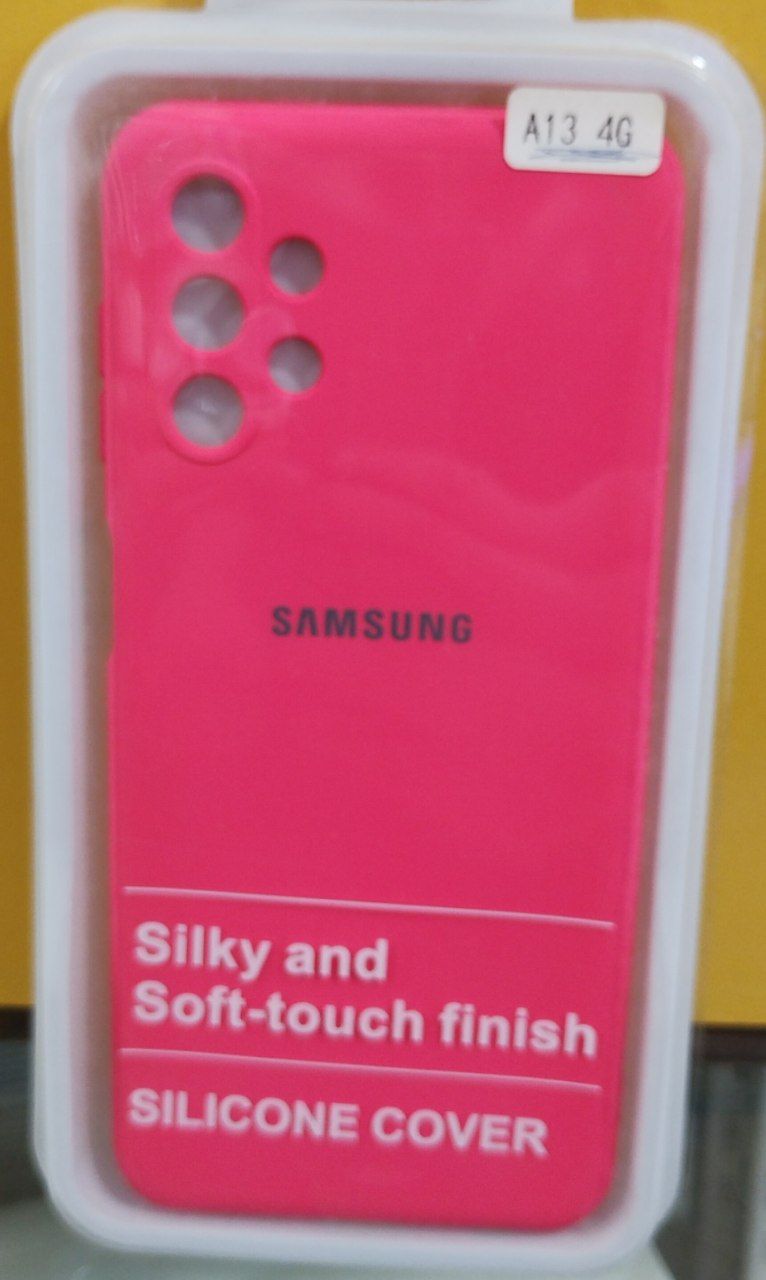 A13 4G
SAMSUNG
Silky and
Soft-touch finish
SILICONE COVER